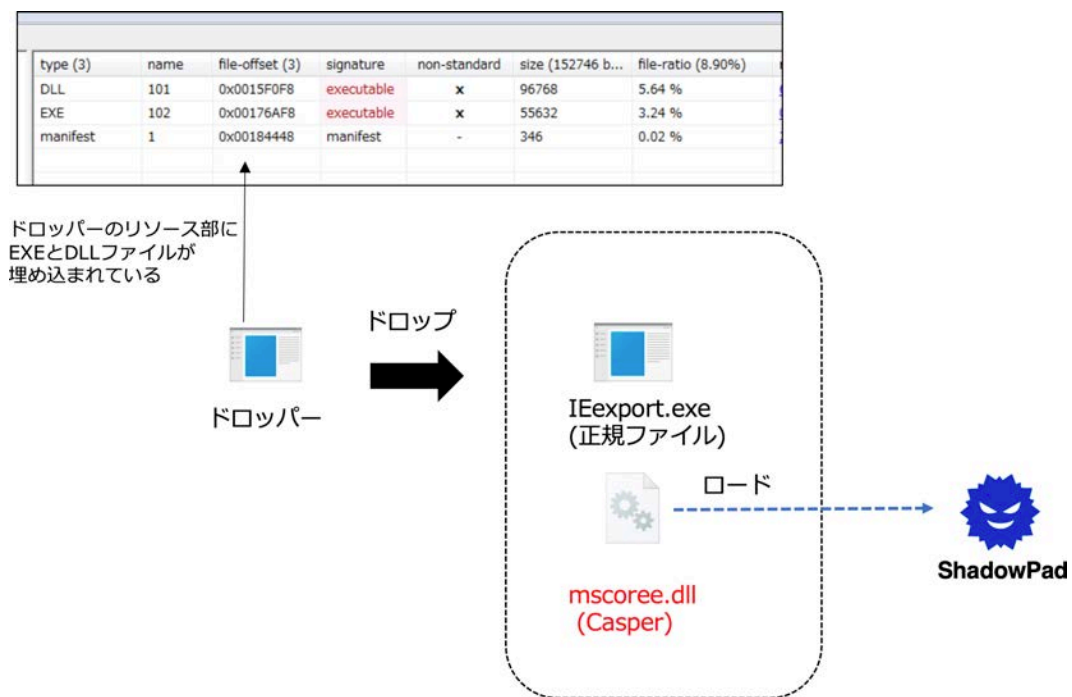 type (3) name file-offset (3) signature non-standard size (152746 b... file-ratio (8.90%)
DLL 101 0x0015F0F8 executable x 96768 5.64 %
EXE 102 0x00176AF8 executable x 55632 3.24 %
manifest 1 0x00184448 manifest - 346 0.02 %
ドロッパーのリソース部に
EXEとDLLファイルが
埋め込まれている
ドロップ
ドロッパー
IEexport.exe
(正規ファイル)
ロード
mscoree.dll
(Casper)
ShadowPad